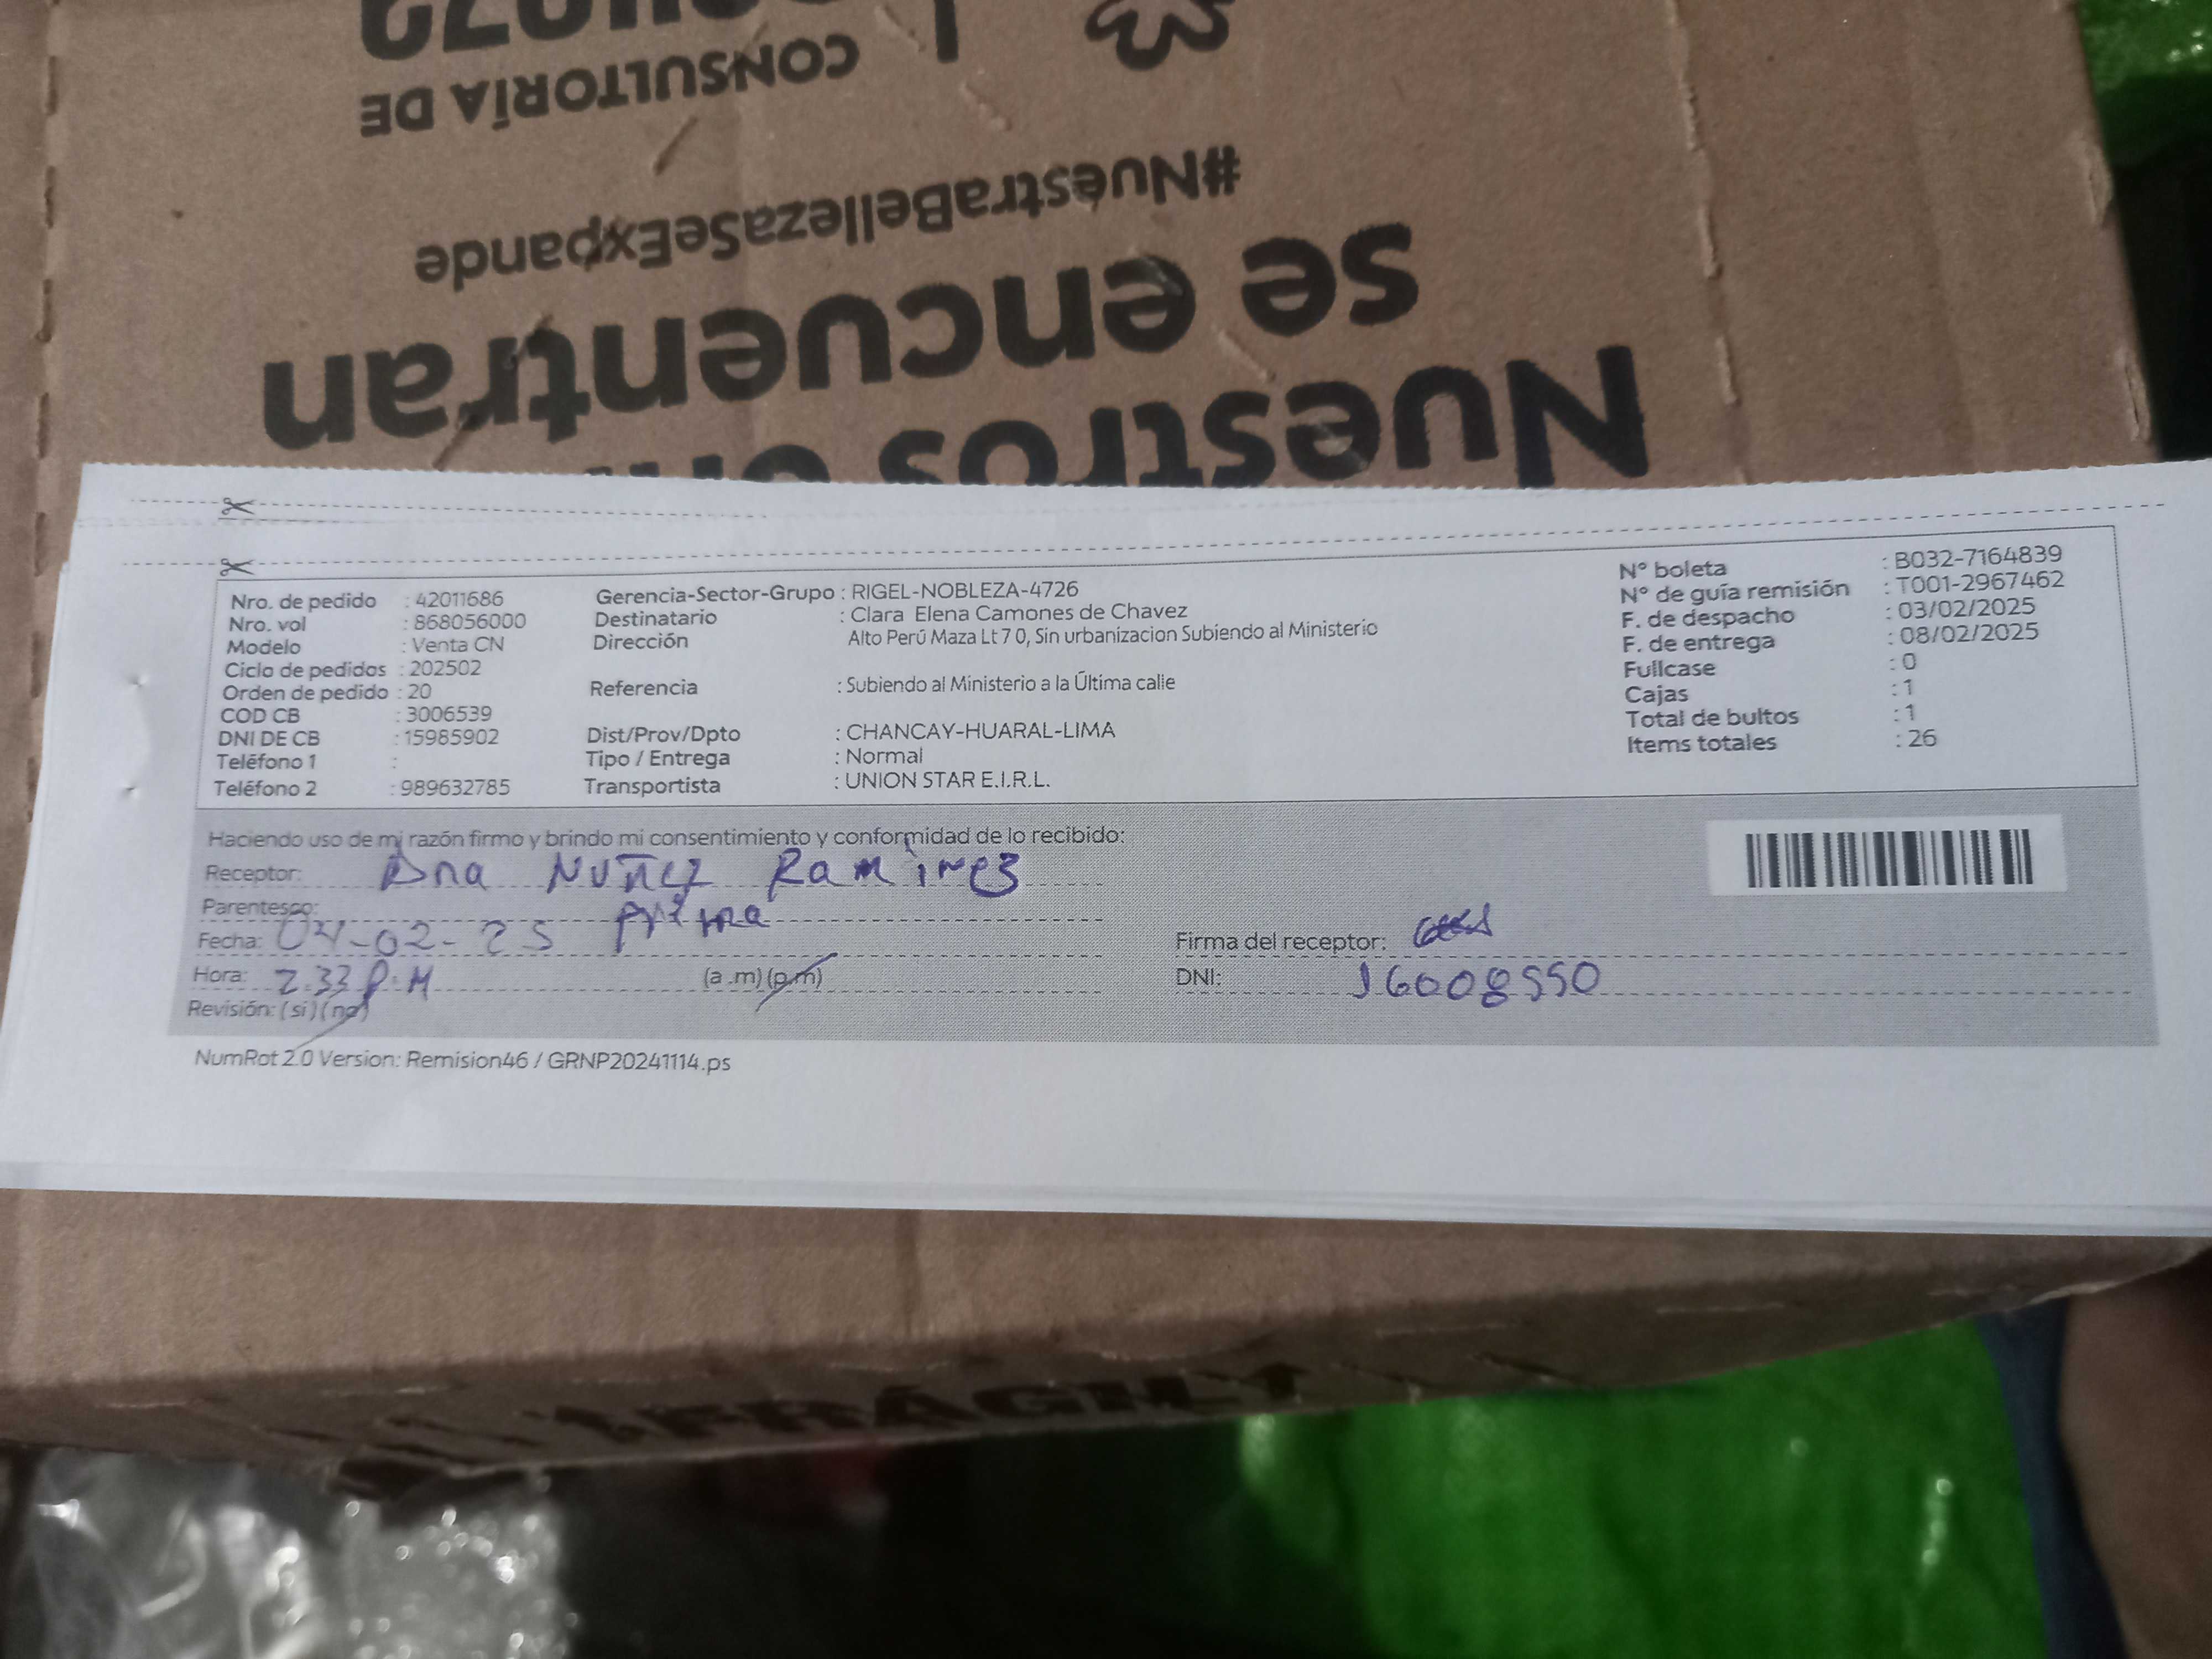 CONSULTORÍA DE
#NuestraBellezaSeExpande
se encuentran
Nuestros
Nro. de pedido : 42011686
Nro. vol : 868056000
Modelo : Venta CN
Ciclo de pedidos : 202502
Orden de pedido : 20
COD CB : 3006539
DNI DE CB : 15985902
Teléfono 1 :
Teléfono 2 : 989632785
Gerencia-Sector-Grupo : RIGEL-NOBLEZA-4726
Destinatario : Clara Elena Camones de Chavez
Dirección Alto Perú Maza Lt 7 0, Sin urbanizacion Subiendo al Ministerio
Referencia : Subiendo al Ministerio a la Última calle
Dist/Prov/Dpto : CHANCAY-HUARAL-LIMA
Tipo / Entrega : Normal
Transportista : UNION STAR E.I.R.L.
N° boleta : B032-7164839
N° de guía remisión : T001-2967462
F. de despacho : 03/02/2025
F. de entrega : 08/02/2025
Fullcase : 0
Cajas : 1
Total de bultos : 1
Items totales : 26
Haciendo uso de mi razón firmo y brindo mi consentimiento y conformidad de lo recibido:
Receptor: Ana Nuñez Ramirez
Parentesco: prima
Fecha: 04-02-25
Hora: 2.33 P.M (a .m) (p.m)
Revisión: (si) (no)
Firma del receptor:
DNI: 16008550
NumRot 2.0 Version: Remision46 / GRNP20241114.ps
FRÁGIL